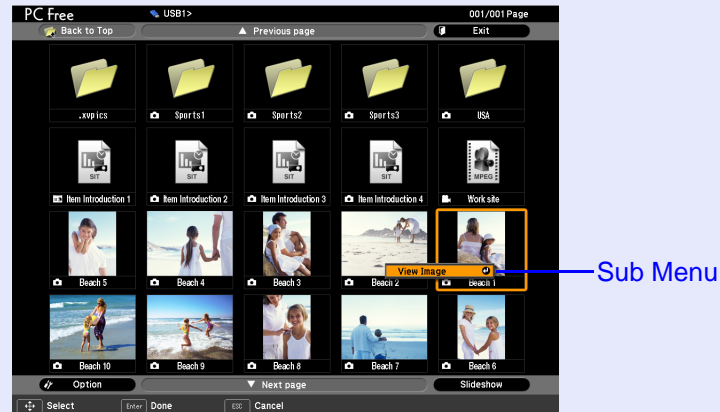 PC Free USB1> 001/001 Page
Back to Top Previous page Exit
.xvpics Sports1 Sports2 Sports3 USA
SIT SIT SIT SIT MPEG
Item Introduction 1 Item Introduction 2 Item Introduction 3 Item Introduction 4 Work site
View Image Sub Menu
Beach 5 Beach 4 Beach 3 Beach 2 Beach 1
Beach 10 Beach 9 Beach 8 Beach 7 Beach 6
Option Next page Slideshow
Select Enter Done ESC Cancel